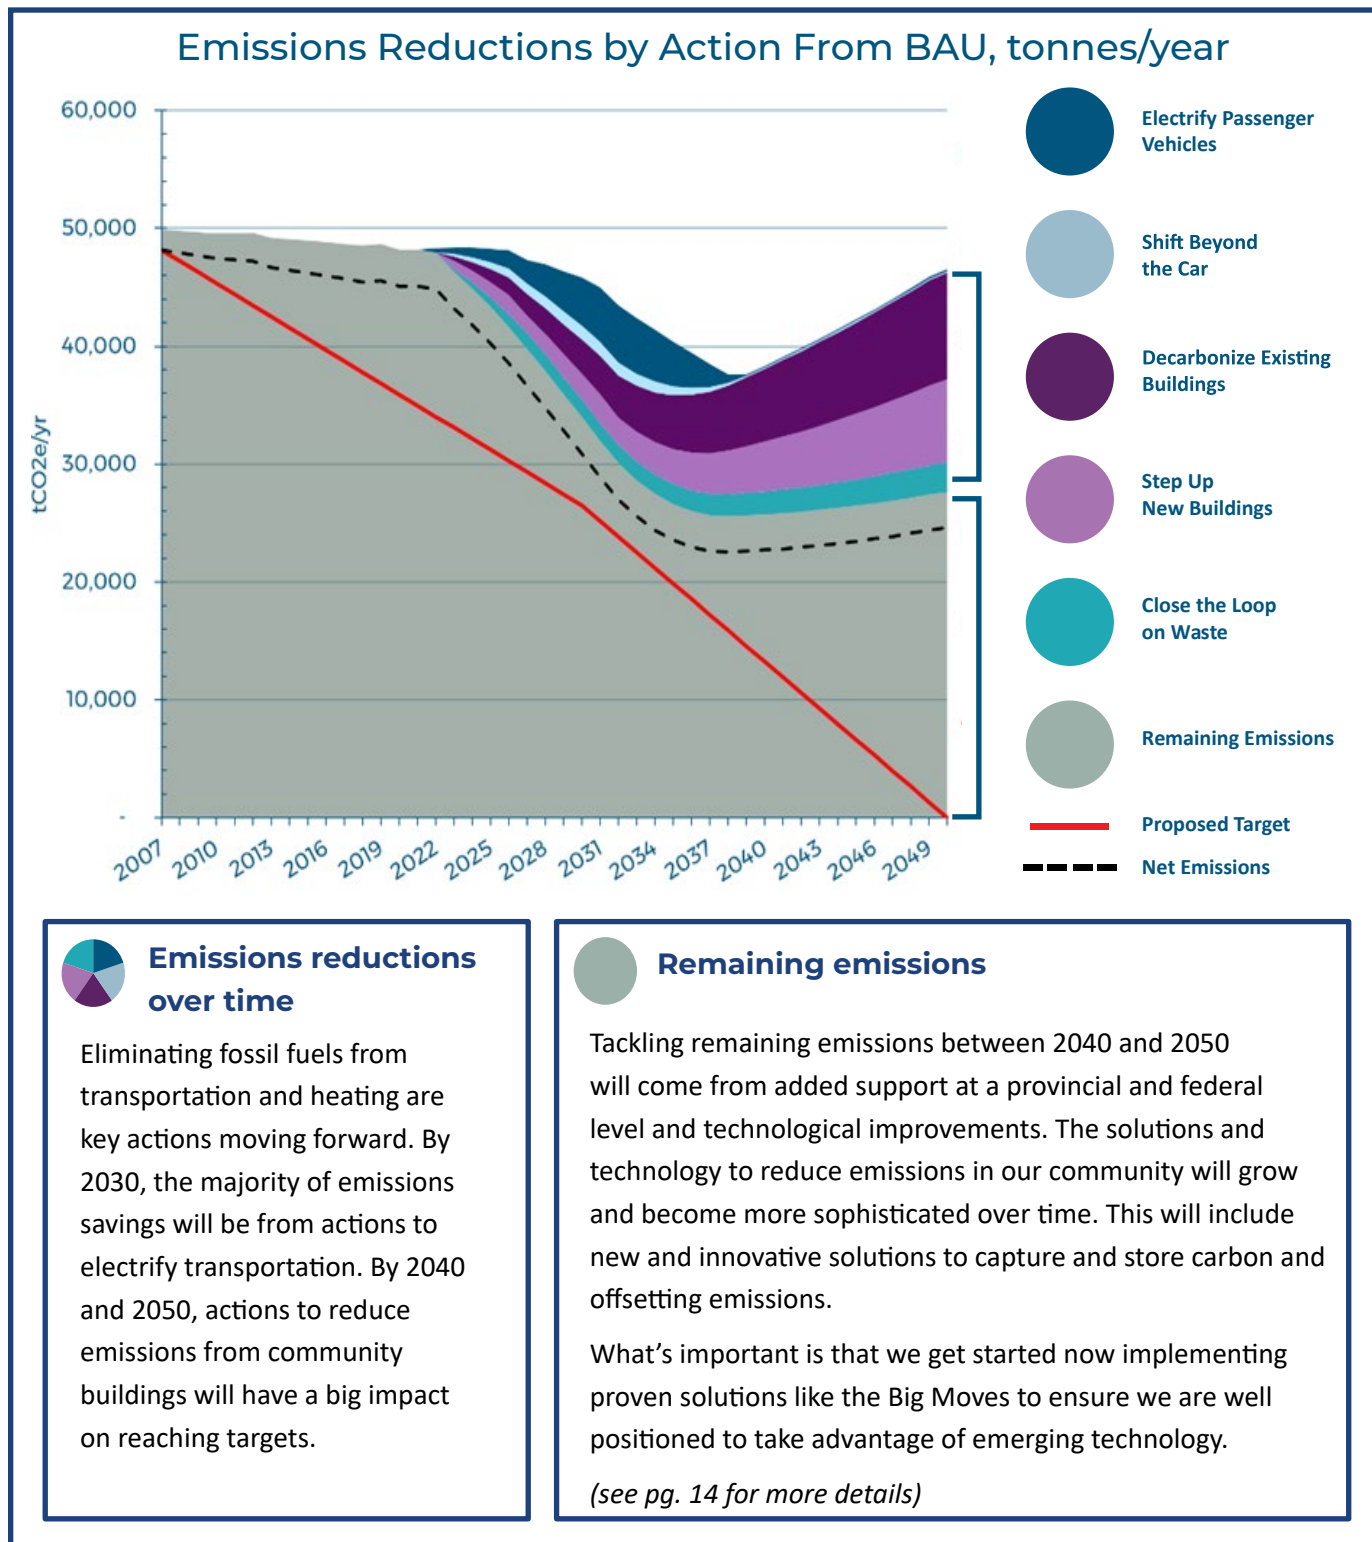 Emissions Reductions by Action From BAU, tonnes/year
60,000
50,000
40,000
30,000
20,000
10,000
-
tCO2e/yr
2007
2010
2013
2016
2019
2022
2025
2028
2031
2034
2037
2040
2043
2046
2049
Electrify Passenger
Vehicles
Shift Beyond
the Car
Decarbonize Existing
Buildings
Step Up
New Buildings
Close the Loop
on Waste
Remaining Emissions
Proposed Target
Net Emissions
Emissions reductions
over time
Eliminating fossil fuels from
transportation and heating are
key actions moving forward. By
2030, the majority of emissions
savings will be from actions to
electrify transportation. By 2040
and 2050, actions to reduce
emissions from community
buildings will have a big impact
on reaching targets.
Remaining emissions
Tackling remaining emissions between 2040 and 2050
will come from added support at a provincial and federal
level and technological improvements. The solutions and
technology to reduce emissions in our community will grow
and become more sophisticated over time. This will include
new and innovative solutions to capture and store carbon and
offsetting emissions.
What’s important is that we get started now implementing
proven solutions like the Big Moves to ensure we are well
positioned to take advantage of emerging technology.
(see pg. 14 for more details)